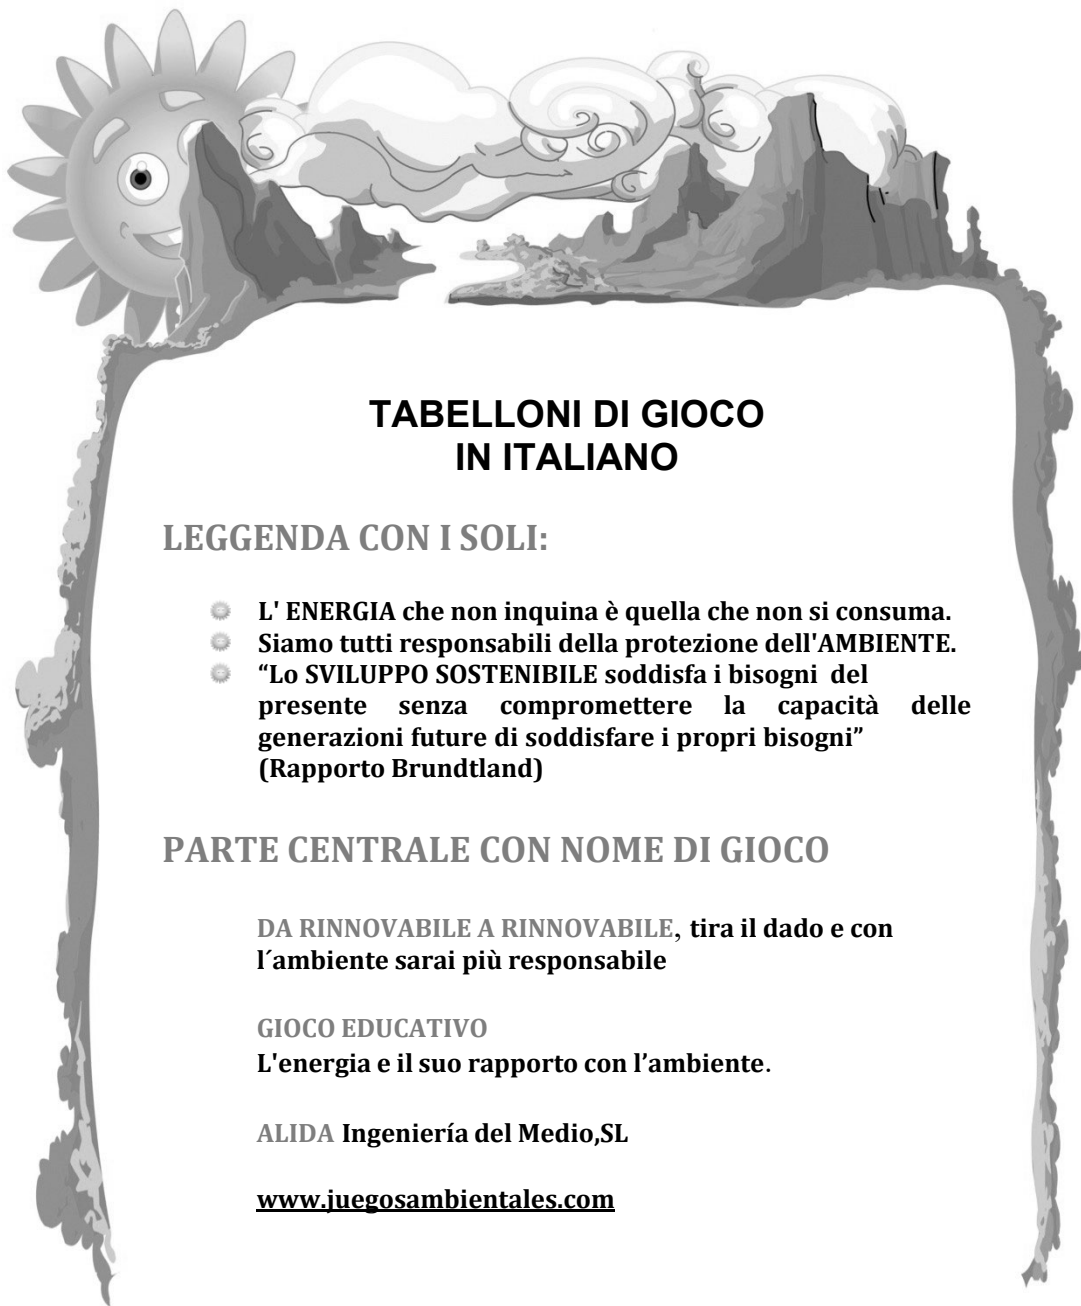 TABELLONI DI GIOCO
IN ITALIANO
LEGGENDA CON I SOLI:
L' ENERGIA che non inquina è quella che non si consuma.
Siamo tutti responsabili della protezione dell'AMBIENTE.
“Lo SVILUPPO SOSTENIBILE soddisfa i bisogni del
presente senza compromettere la capacità delle
generazioni future di soddisfare i propri bisogni”
(Rapporto Brundtland)
PARTE CENTRALE CON NOME DI GIOCO
DA RINNOVABILE A RINNOVABILE, tira il dado e con
l´ambiente sarai più responsabile
GIOCO EDUCATIVO
L'energia e il suo rapporto con l’ambiente.
ALIDA Ingeniería del Medio,SL
www.juegosambientales.com